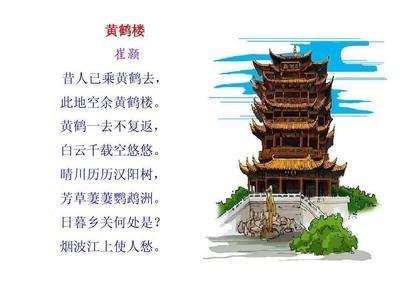 黄鹤楼
崔颢
昔人已乘黄鹤去，
此地空余黄鹤楼。
黄鹤一去不复返，
白云千载空悠悠。
晴川历历汉阳树，
芳草萋萋鹦鹉洲。
日暮乡关何处是？
烟波江上使人愁。